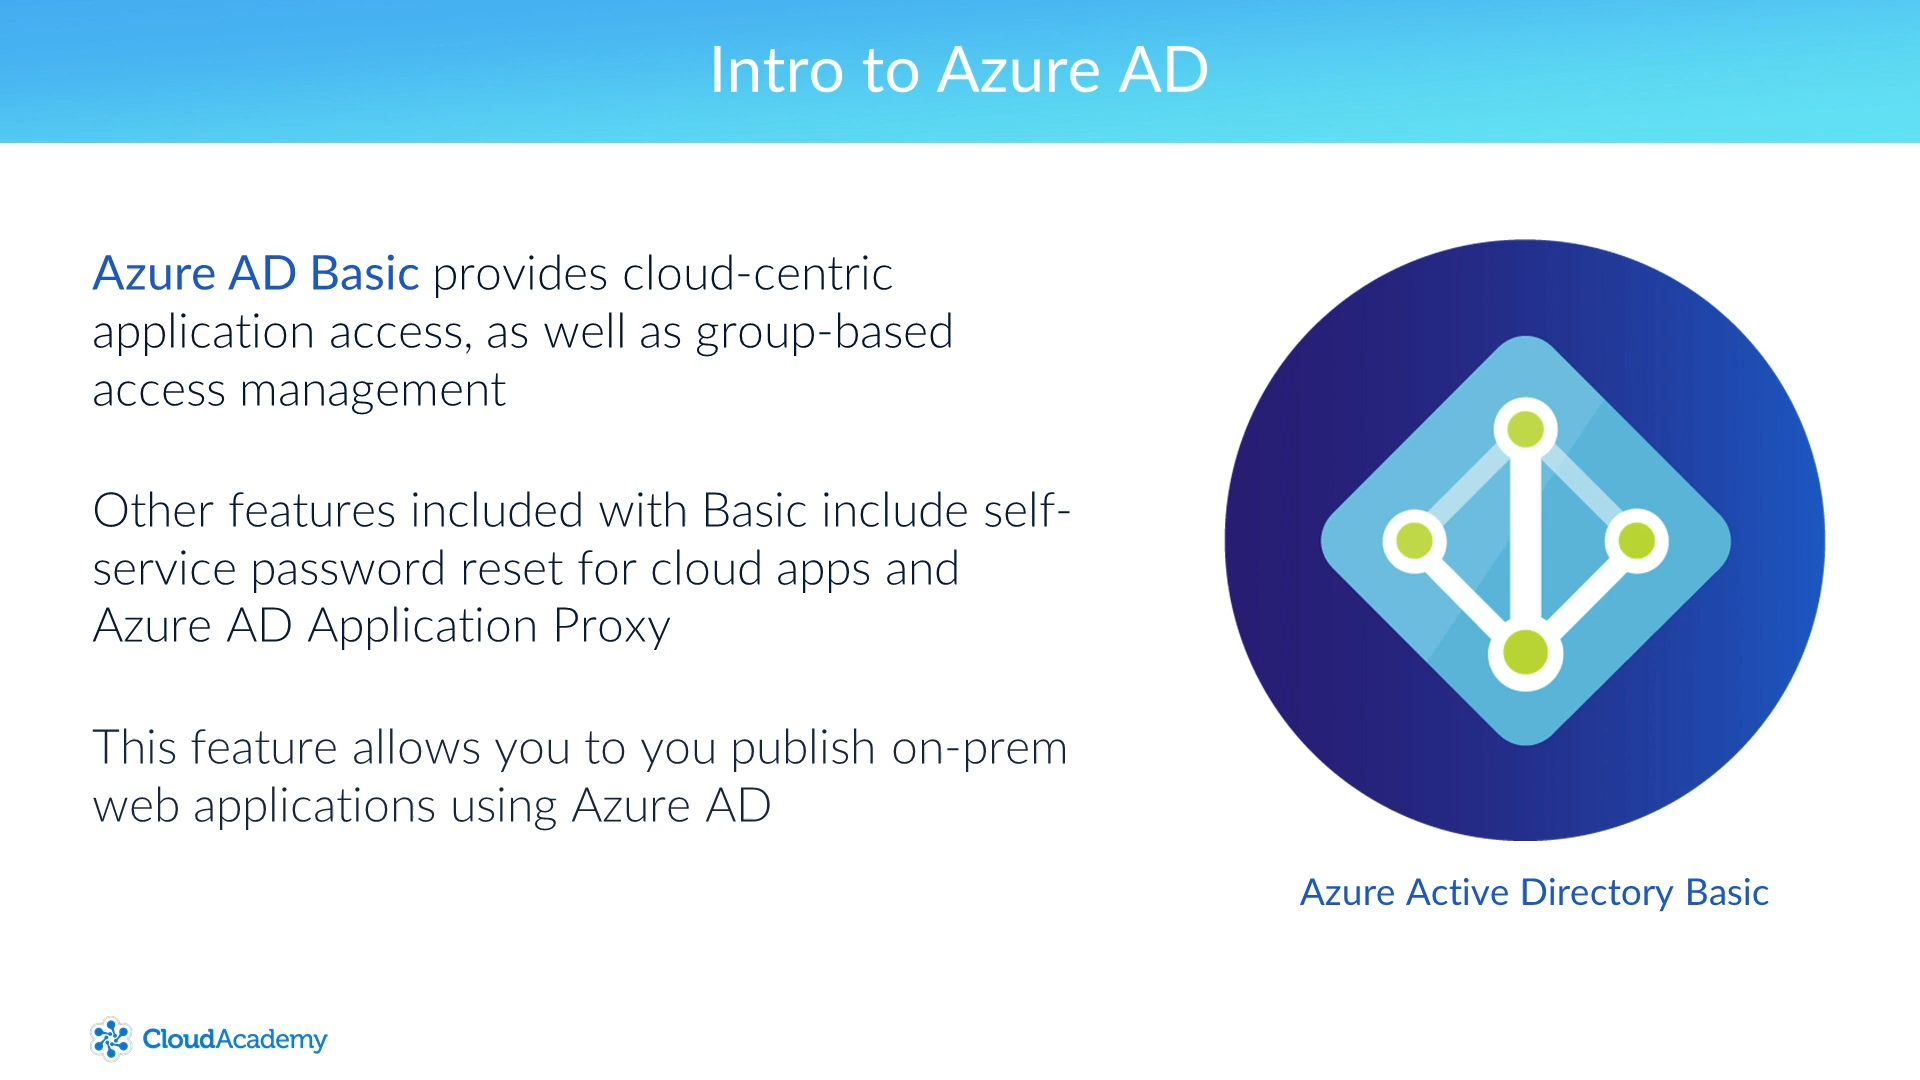 Intro to Azure AD
Azure AD Basic provides cloud-centric
application access, as well as group-based
access management
Other features included with Basic include self-
service password reset for cloud apps and
Azure AD Application Proxy
This feature allows you to you publish on-prem
web applications using Azure AD
Azure Active Directory Basic
CloudAcademy